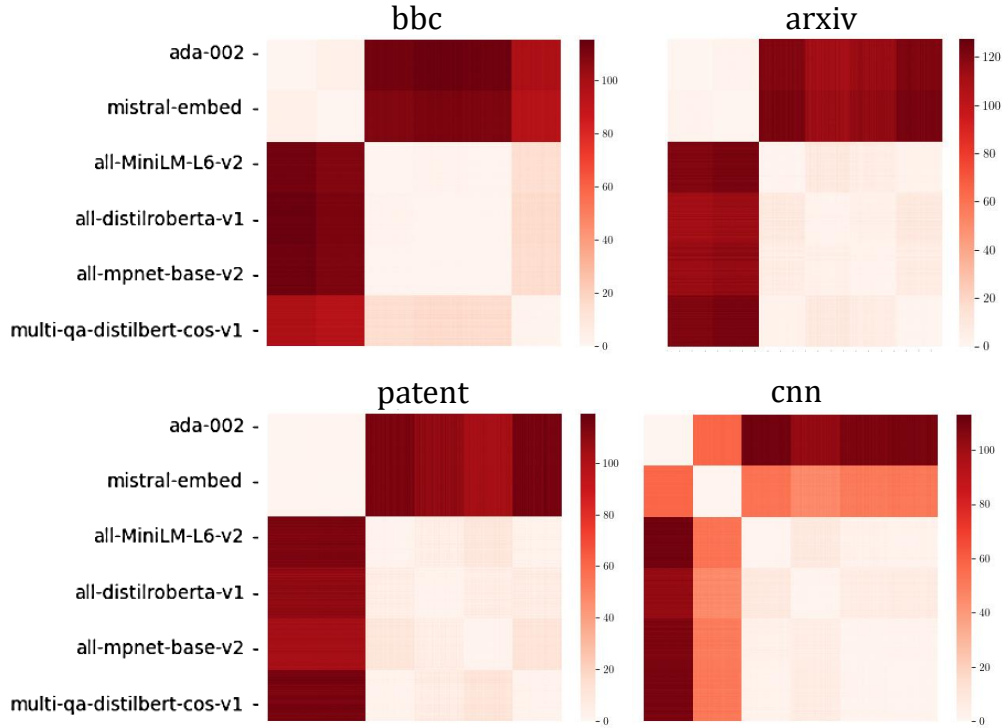 bbc
arxiv
ada-002 -
mistral-embed -
all-MiniLM-L6-v2 -
all-distilroberta-v1 -
all-mpnet-base-v2 -
multi-qa-distilbert-cos-v1 -
100
80
60
40
20
0
120
100
80
60
40
20
0
patent
cnn
ada-002 -
mistral-embed -
all-MiniLM-L6-v2 -
all-distilroberta-v1 -
all-mpnet-base-v2 -
multi-qa-distilbert-cos-v1 -
100
80
60
40
20
0
100
80
60
40
20
0